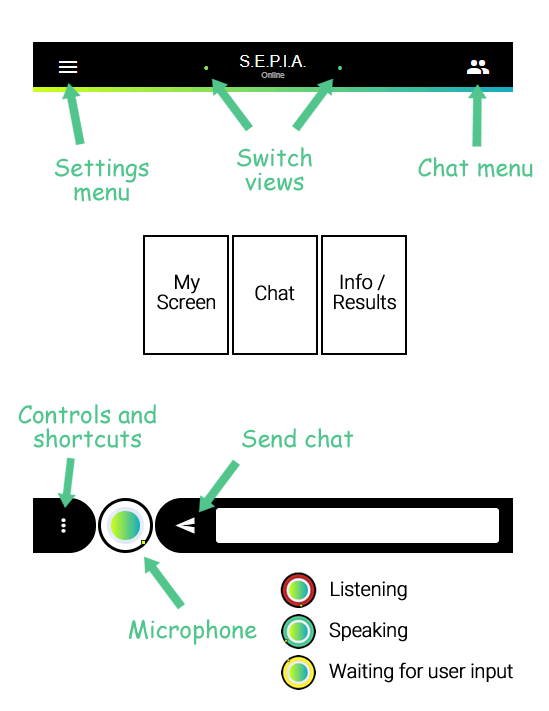 S.E.P.I.A.
Online
Settings
menu
Switch
views
Chat menu
My
Screen
Chat
Info /
Results
Controls and
shortcuts
Send chat
Microphone
Listening
Speaking
Waiting for user input